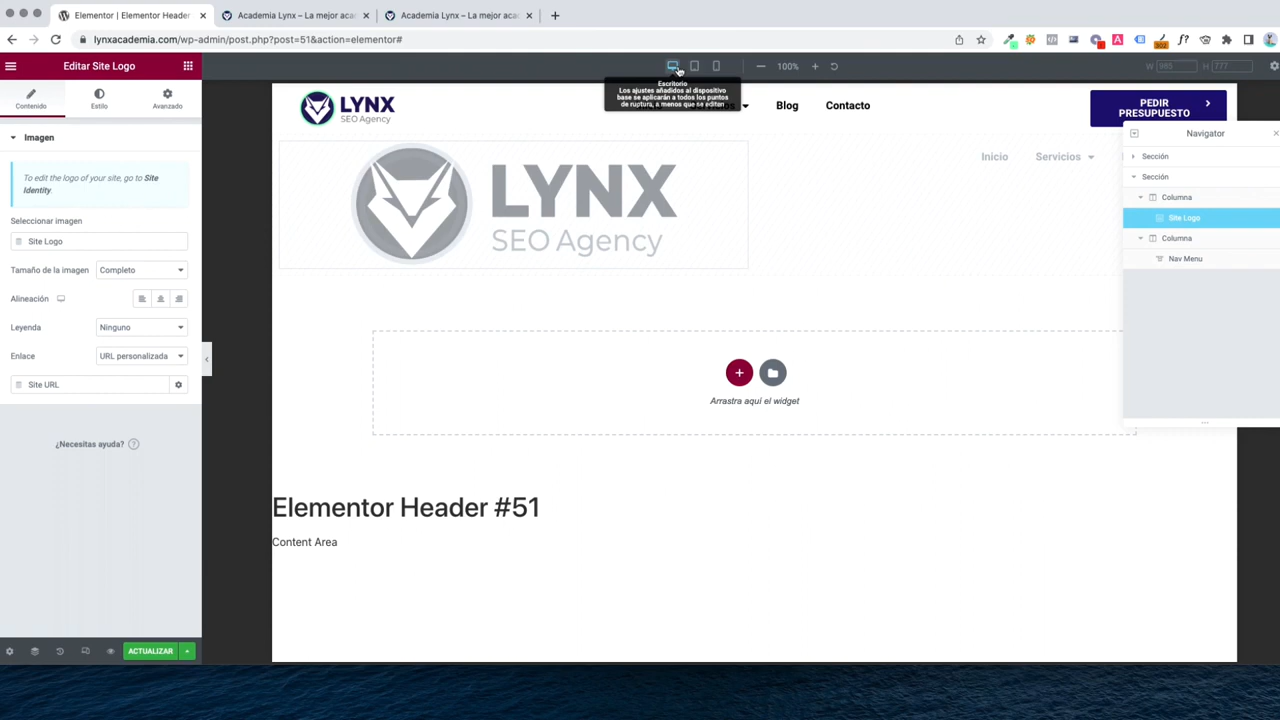 Elementor | Elementor Header
Academia Lynx – La mejor aca
Academia Lynx – La mejor aca
lynxacademia.com/wp-admin/post.php?post=51&action=elementor#
302
Editar Site Logo
100%
W 985
H 777
Contenido
Estilo
Avanzado
Escritorio
Los ajustes añadidos al dispositivo
base se aplicarán a todos los puntos
de ruptura, a menos que se editen
LYNX
SEO Agency
Blog
Contacto
PEDIR
PRESUPUESTO
Imagen
To edit the logo of your site, go to Site
Identity.
Seleccionar imagen
Site Logo
Tamaño de la imagen
Completo
Alineación
Leyenda
Ninguno
Enlace
URL personalizada
Site URL
¿Necesitas ayuda?
ACTUALIZAR
LYNX
SEO Agency
Inicio
Servicios
Navigator
Sección
Sección
Columna
Site Logo
Columna
Nav Menu
Arrastra aquí el widget
Elementor Header #51
Content Area